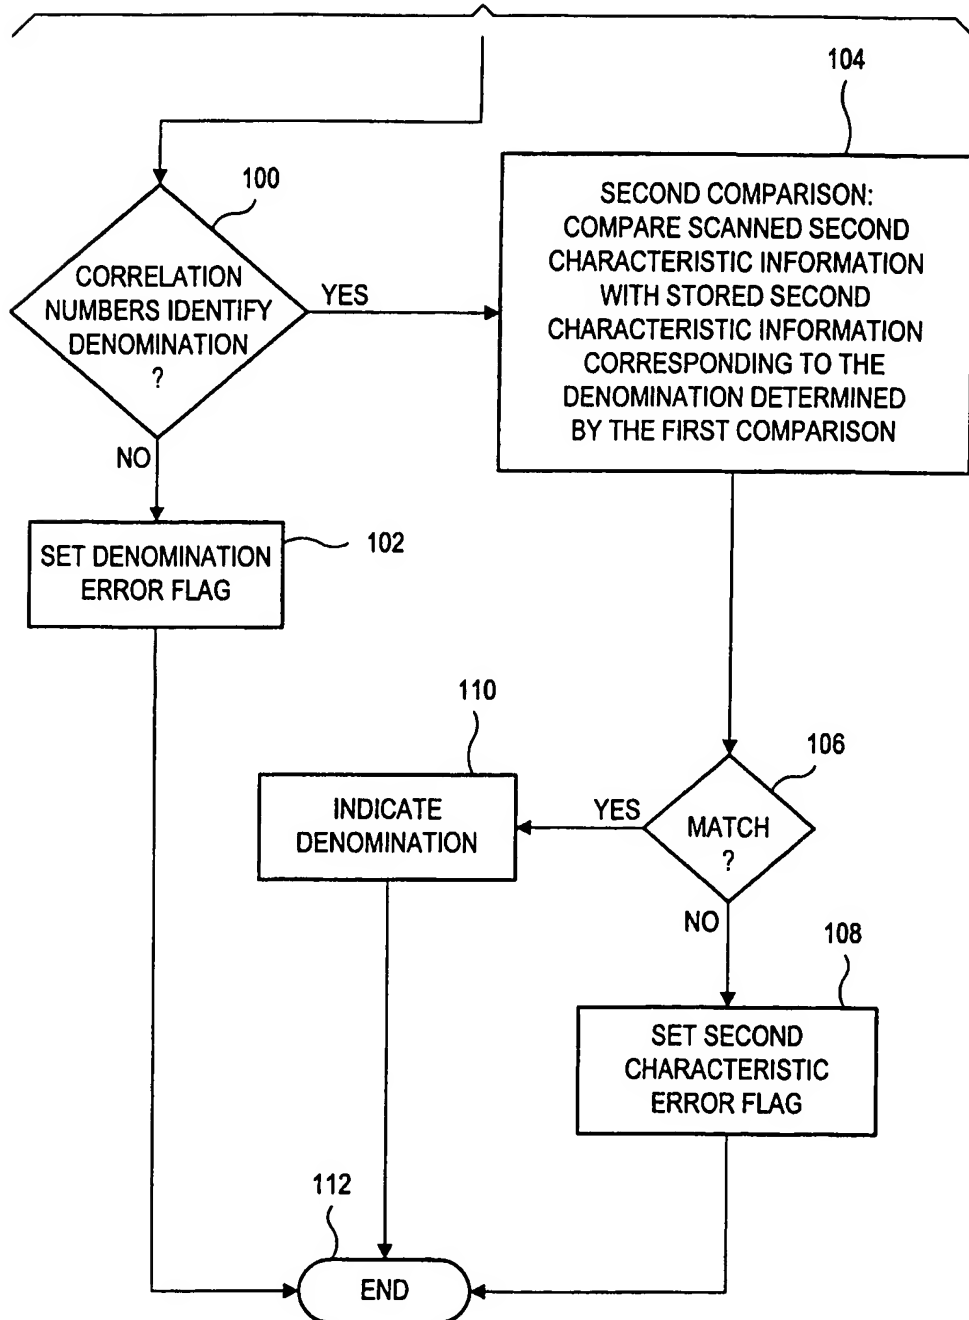 104
100
SECOND COMPARISON:
COMPARE SCANNED SECOND
CHARACTERISTIC INFORMATION
WITH STORED SECOND
CHARACTERISTIC INFORMATION
CORRESPONDING TO THE
DENOMINATION DETERMINED
BY THE FIRST COMPARISON
CORRELATION
NUMBERS IDENTIFY
DENOMINATION
?
YES
NO
SET DENOMINATION
ERROR FLAG
102
110
106
INDICATE
DENOMINATION
YES
MATCH
?
NO
108
SET SECOND
CHARACTERISTIC
ERROR FLAG
112
END